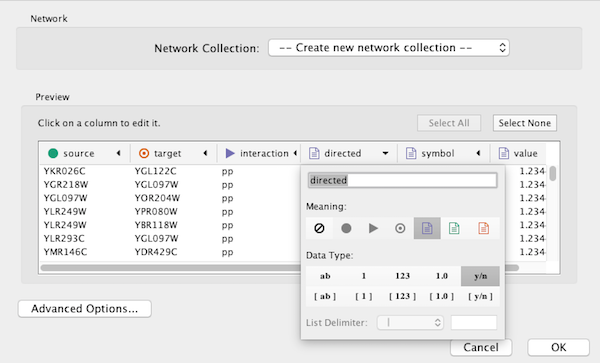 Network
Network Collection: -- Create new network collection --
Preview
Click on a column to edit it. Select All Select None
source target interaction directed symbol value
YKR026C YGL122C pp 1.234
YGR218W YGL097W pp 1.234
YGL097W YOR204W pp 1.234
YLR249W YPR080W pp 1.234
YLR249W YBR118W pp 1.234
YLR293C YGL097W pp 1.234
YMR146C YDR429C pp 1.234
directed
Meaning:
Data Type:
ab 1 123 1.0 y/n
[ ab ] [ 1 ] [ 123 ] [ 1.0 ] [ y/n ]
List Delimiter: |
Advanced Options...
Cancel OK